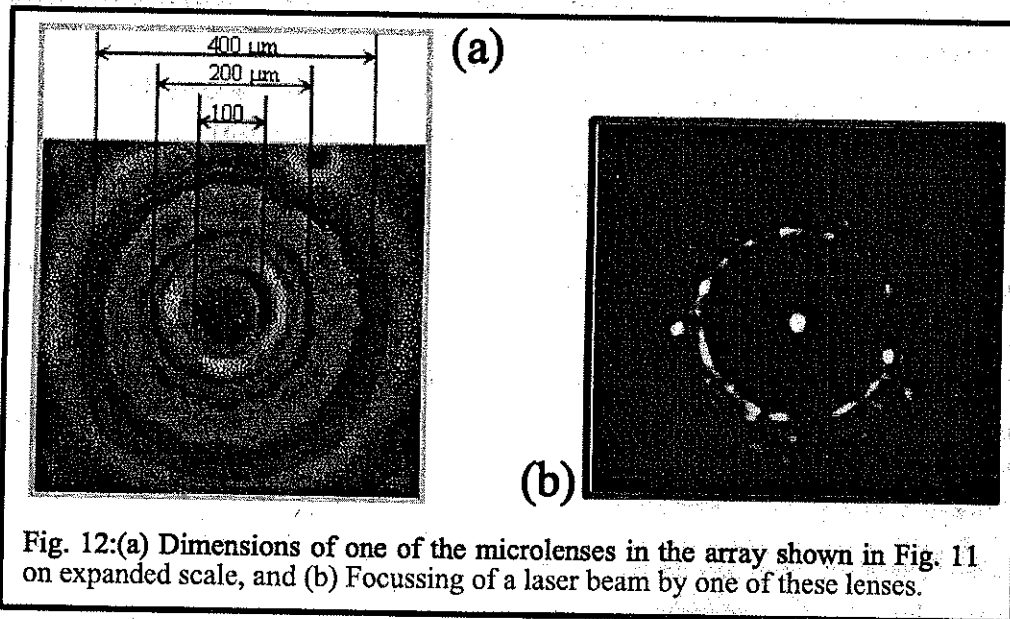 400 µm
(a)
200 µm
100
(b)
Fig. 12:(a) Dimensions of one of the microlenses in the array shown in Fig. 11
on expanded scale, and (b) Focussing of a laser beam by one of these lenses.